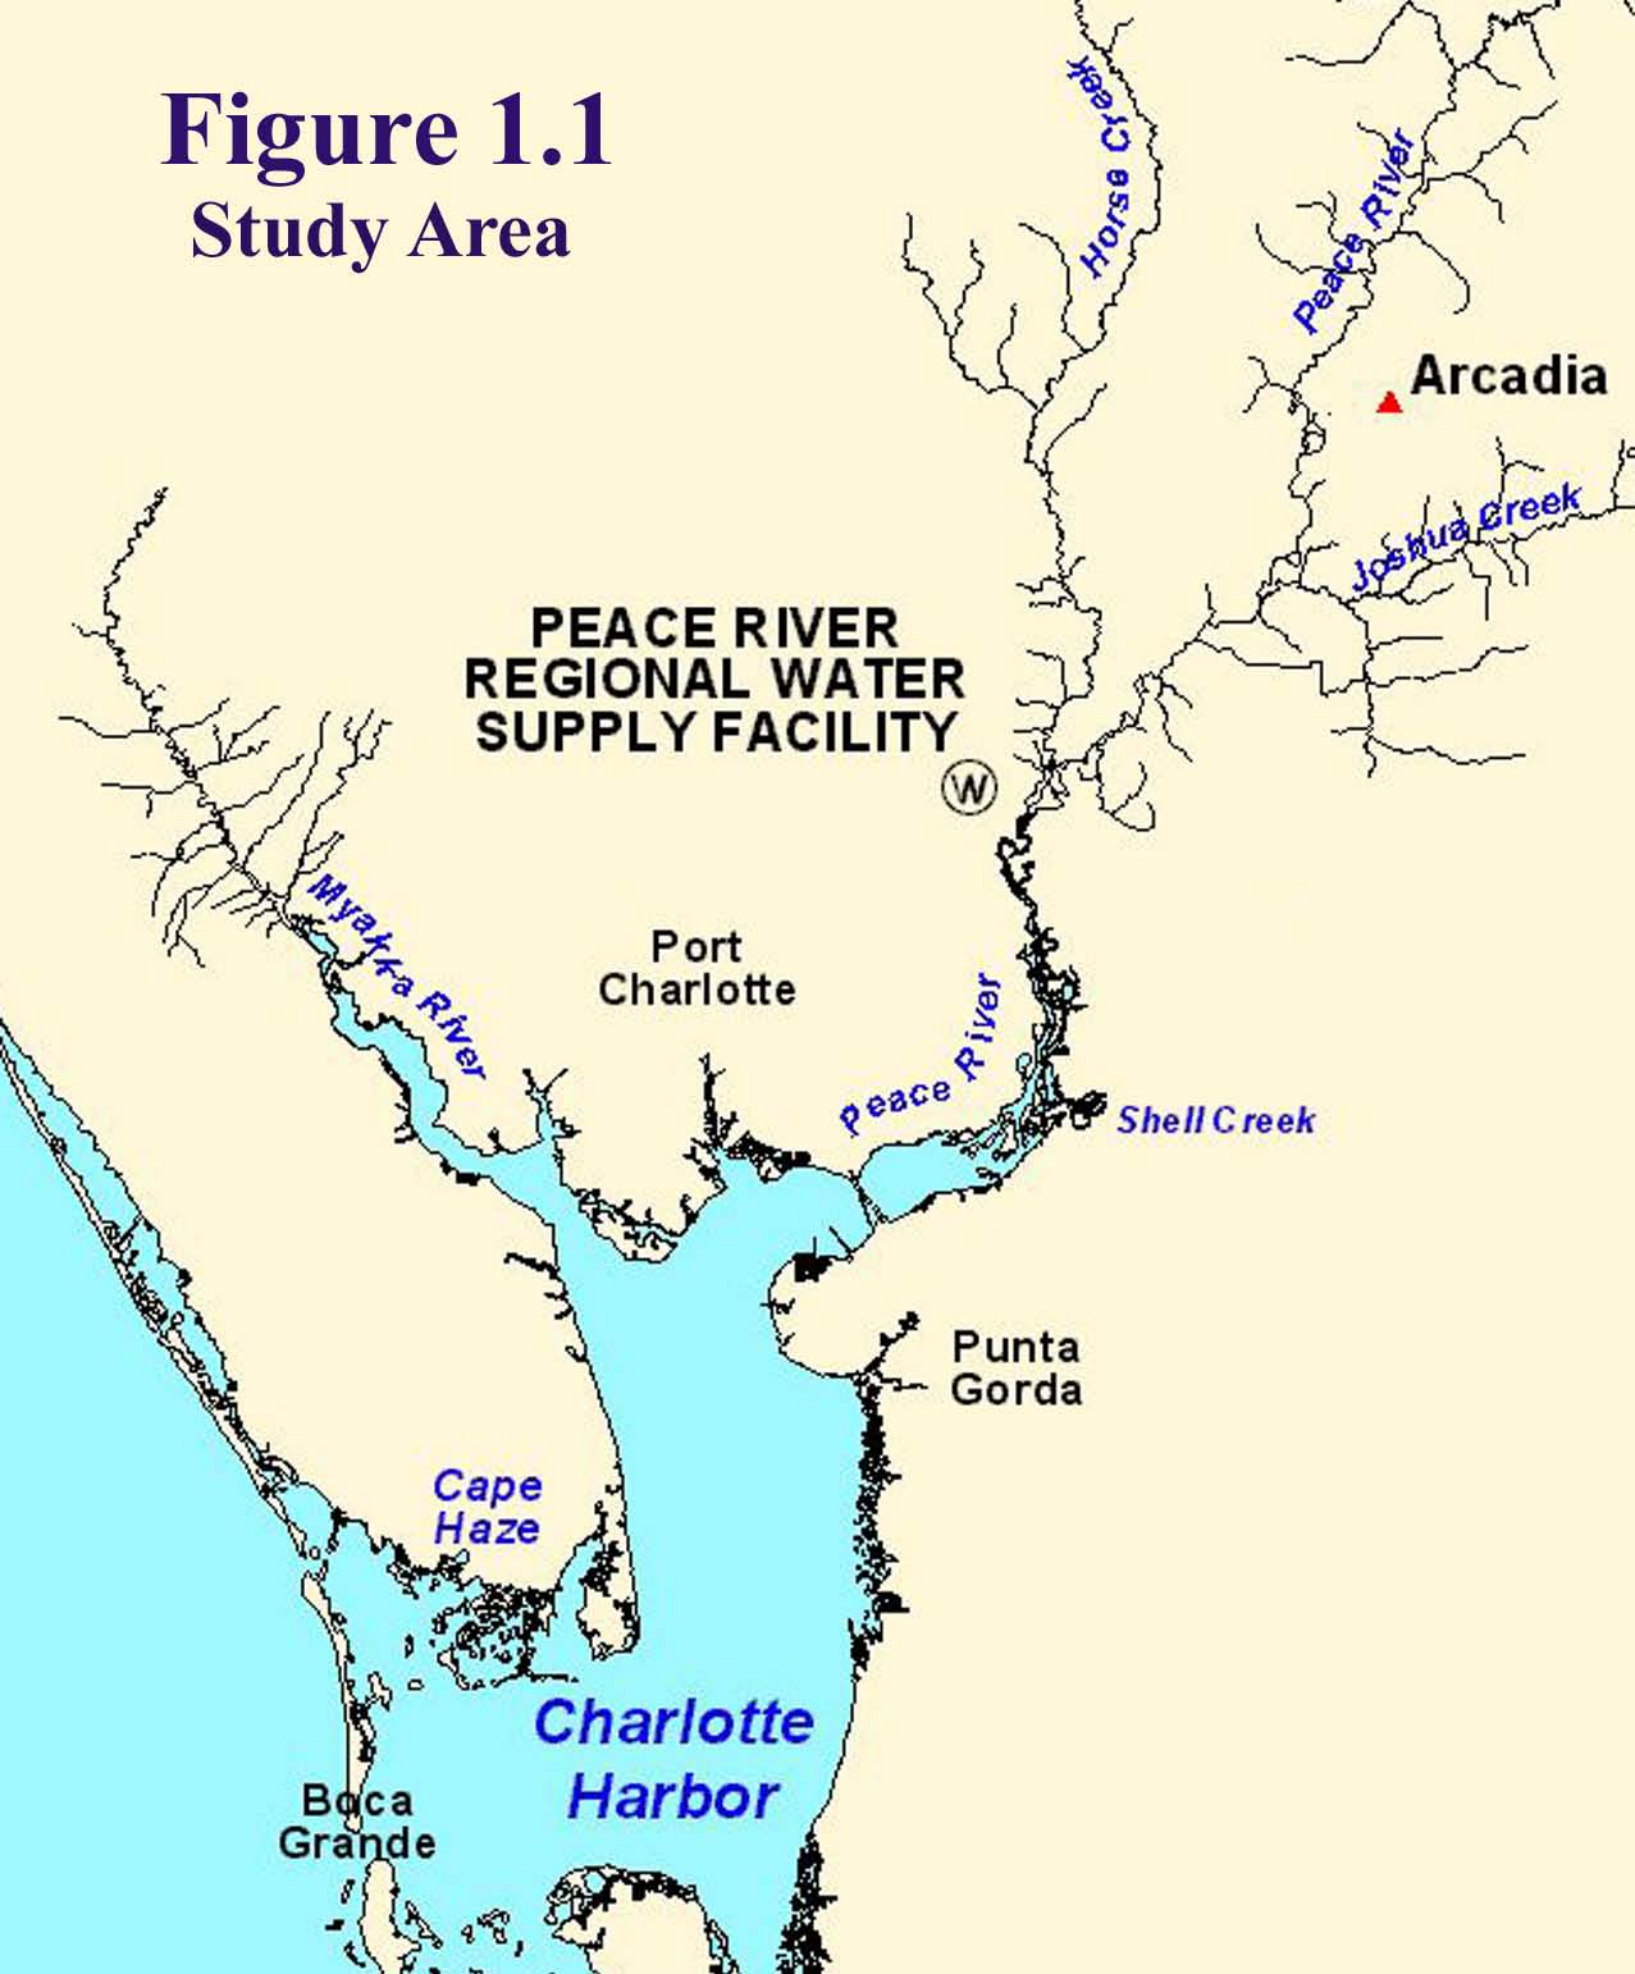 Figure 1.1
Study Area
Horse Creek
Peace River
Arcadia
Joshua Creek
PEACE RIVER
REGIONAL WATER
SUPPLY FACILITY
W
Myakka River
Port
Charlotte
Peace River
Shell Creek
Punta
Gorda
Cape
Haze
Charlotte
Harbor
Boca
Grande